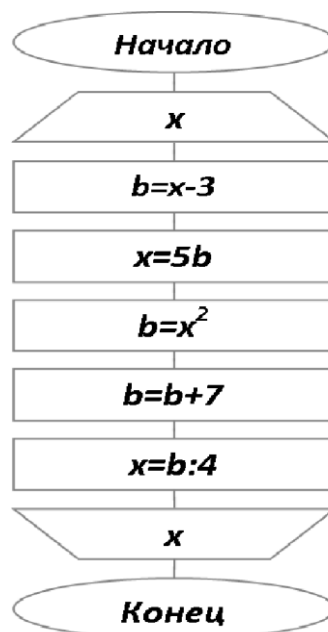 Начало
x
b=x-3
x=5b
b=x²
b=b+7
x=b:4
x
Конец